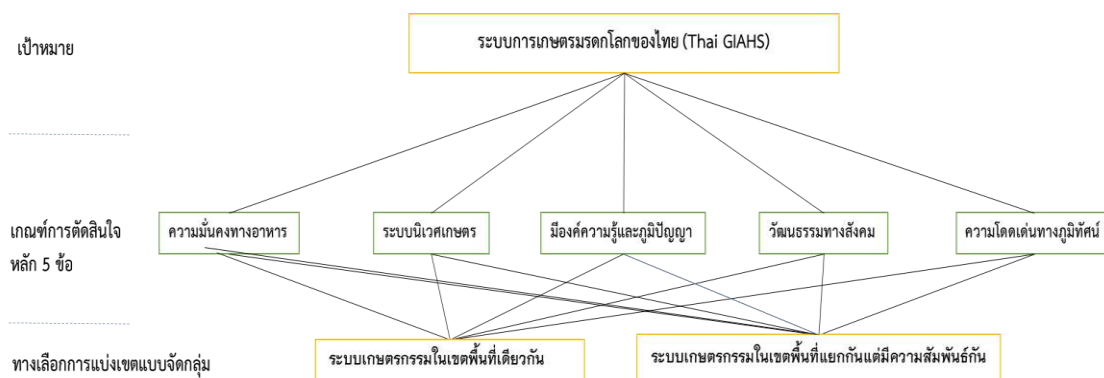 เป้าหมาย
ระบบการเกษตรมรดกโลกของไทย (Thai GIAHS)
เกณฑ์การตัดสินใจ
หลัก 5 ข้อ
ความมั่นคงทางอาหาร
ระบบนิเวศเกษตร
มีองค์ความรู้และภูมิปัญญา
วัฒนธรรมทางสังคม
ความโดดเด่นทางภูมิทัศน์
ทางเลือกการแบ่งเขตแบบจัดกลุ่ม
ระบบเกษตรกรรมในเขตพื้นที่เดียวกัน
ระบบเกษตรกรรมในเขตพื้นที่แยกกันแต่มีความสัมพันธ์กัน